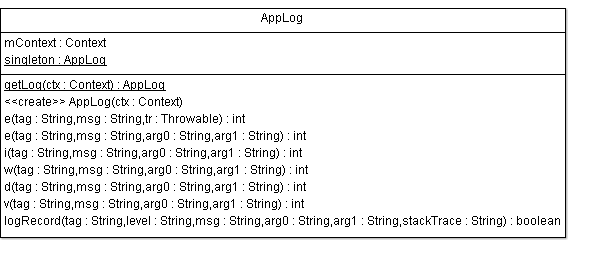 AppLog
mContext : Context
singleton : AppLog
getLog(ctx : Context) : AppLog
<<create>> AppLog(ctx : Context)
e(tag : String,msg : String,tr : Throwable) : int
e(tag : String,msg : String,arg0 : String,arg1 : String) : int
i(tag : String,msg : String,arg0 : String,arg1 : String) : int
w(tag : String,msg : String,arg0 : String,arg1 : String) : int
d(tag : String,msg : String,arg0 : String,arg1 : String) : int
v(tag : String,msg : String,arg0 : String,arg1 : String) : int
logRecord(tag : String,level : String,msg : String,arg0 : String,arg1 : String,stackTrace : String) : boolean